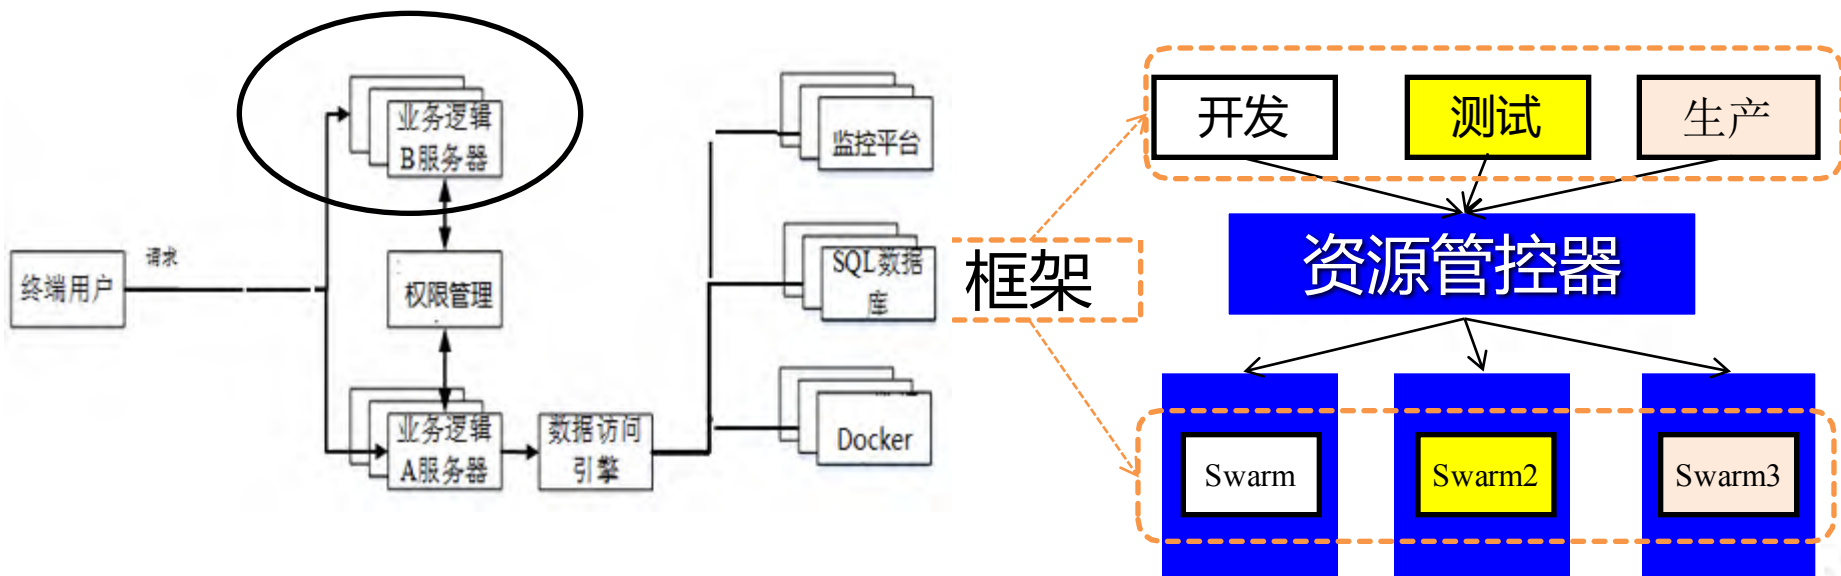 终端用户
请求
业务逻辑
B服务器
权限管理
业务逻辑
A服务器
数据访问
引擎
监控平台
SQL数据
库
Docker
框架
开发
测试
生产
资源管控器
Swarm
Swarm2
Swarm3